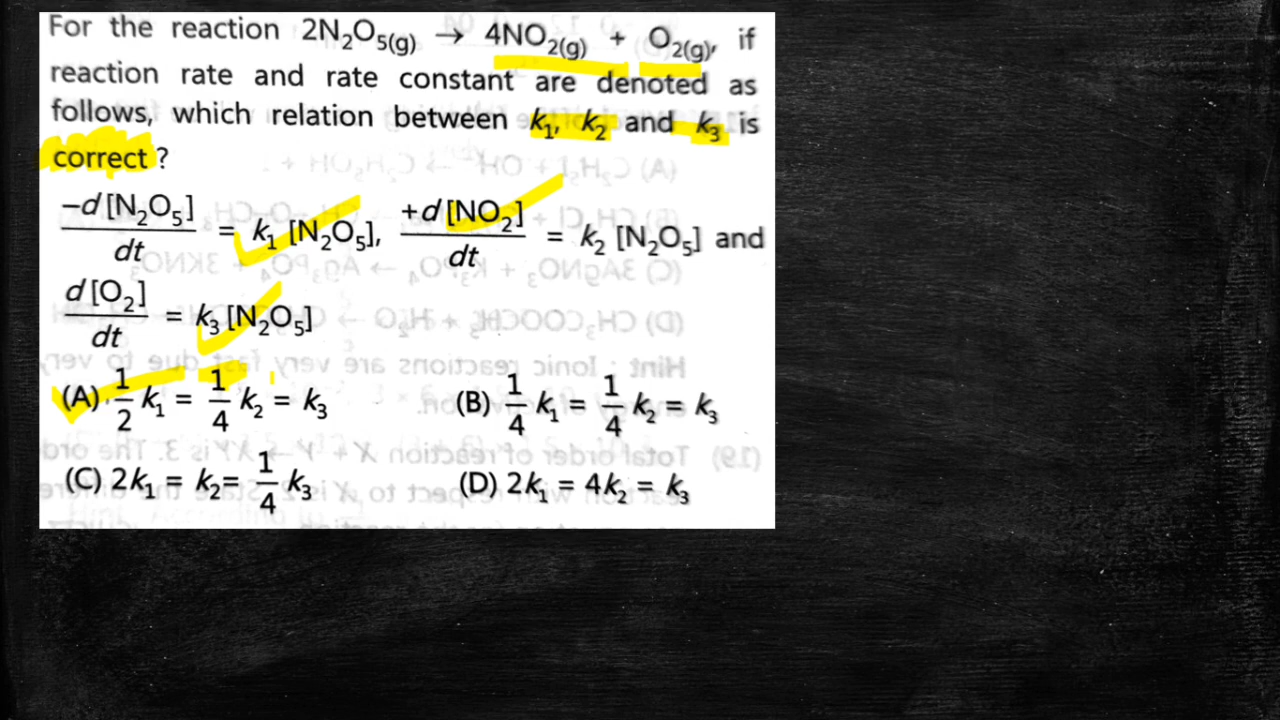 For the reaction 2N₂O₅(g) → 4NO₂(g) + O₂(g), if
reaction rate and rate constant are denoted as
follows, which relation between k₁, k₂ and k₃ is
correct ?
−d[N₂O₅]/dt = k₁ [N₂O₅], +d[NO₂]/dt = k₂ [N₂O₅] and
d[O₂]/dt = k₃ [N₂O₅]
(A) 1/2 k₁ = 1/4 k₂ = k₃ (B) 1/4 k₁ = 1/4 k₂ = k₃
(C) 2k₁ = k₂= 1/4 k₃ (D) 2k₁ = 4k₂ = k₃